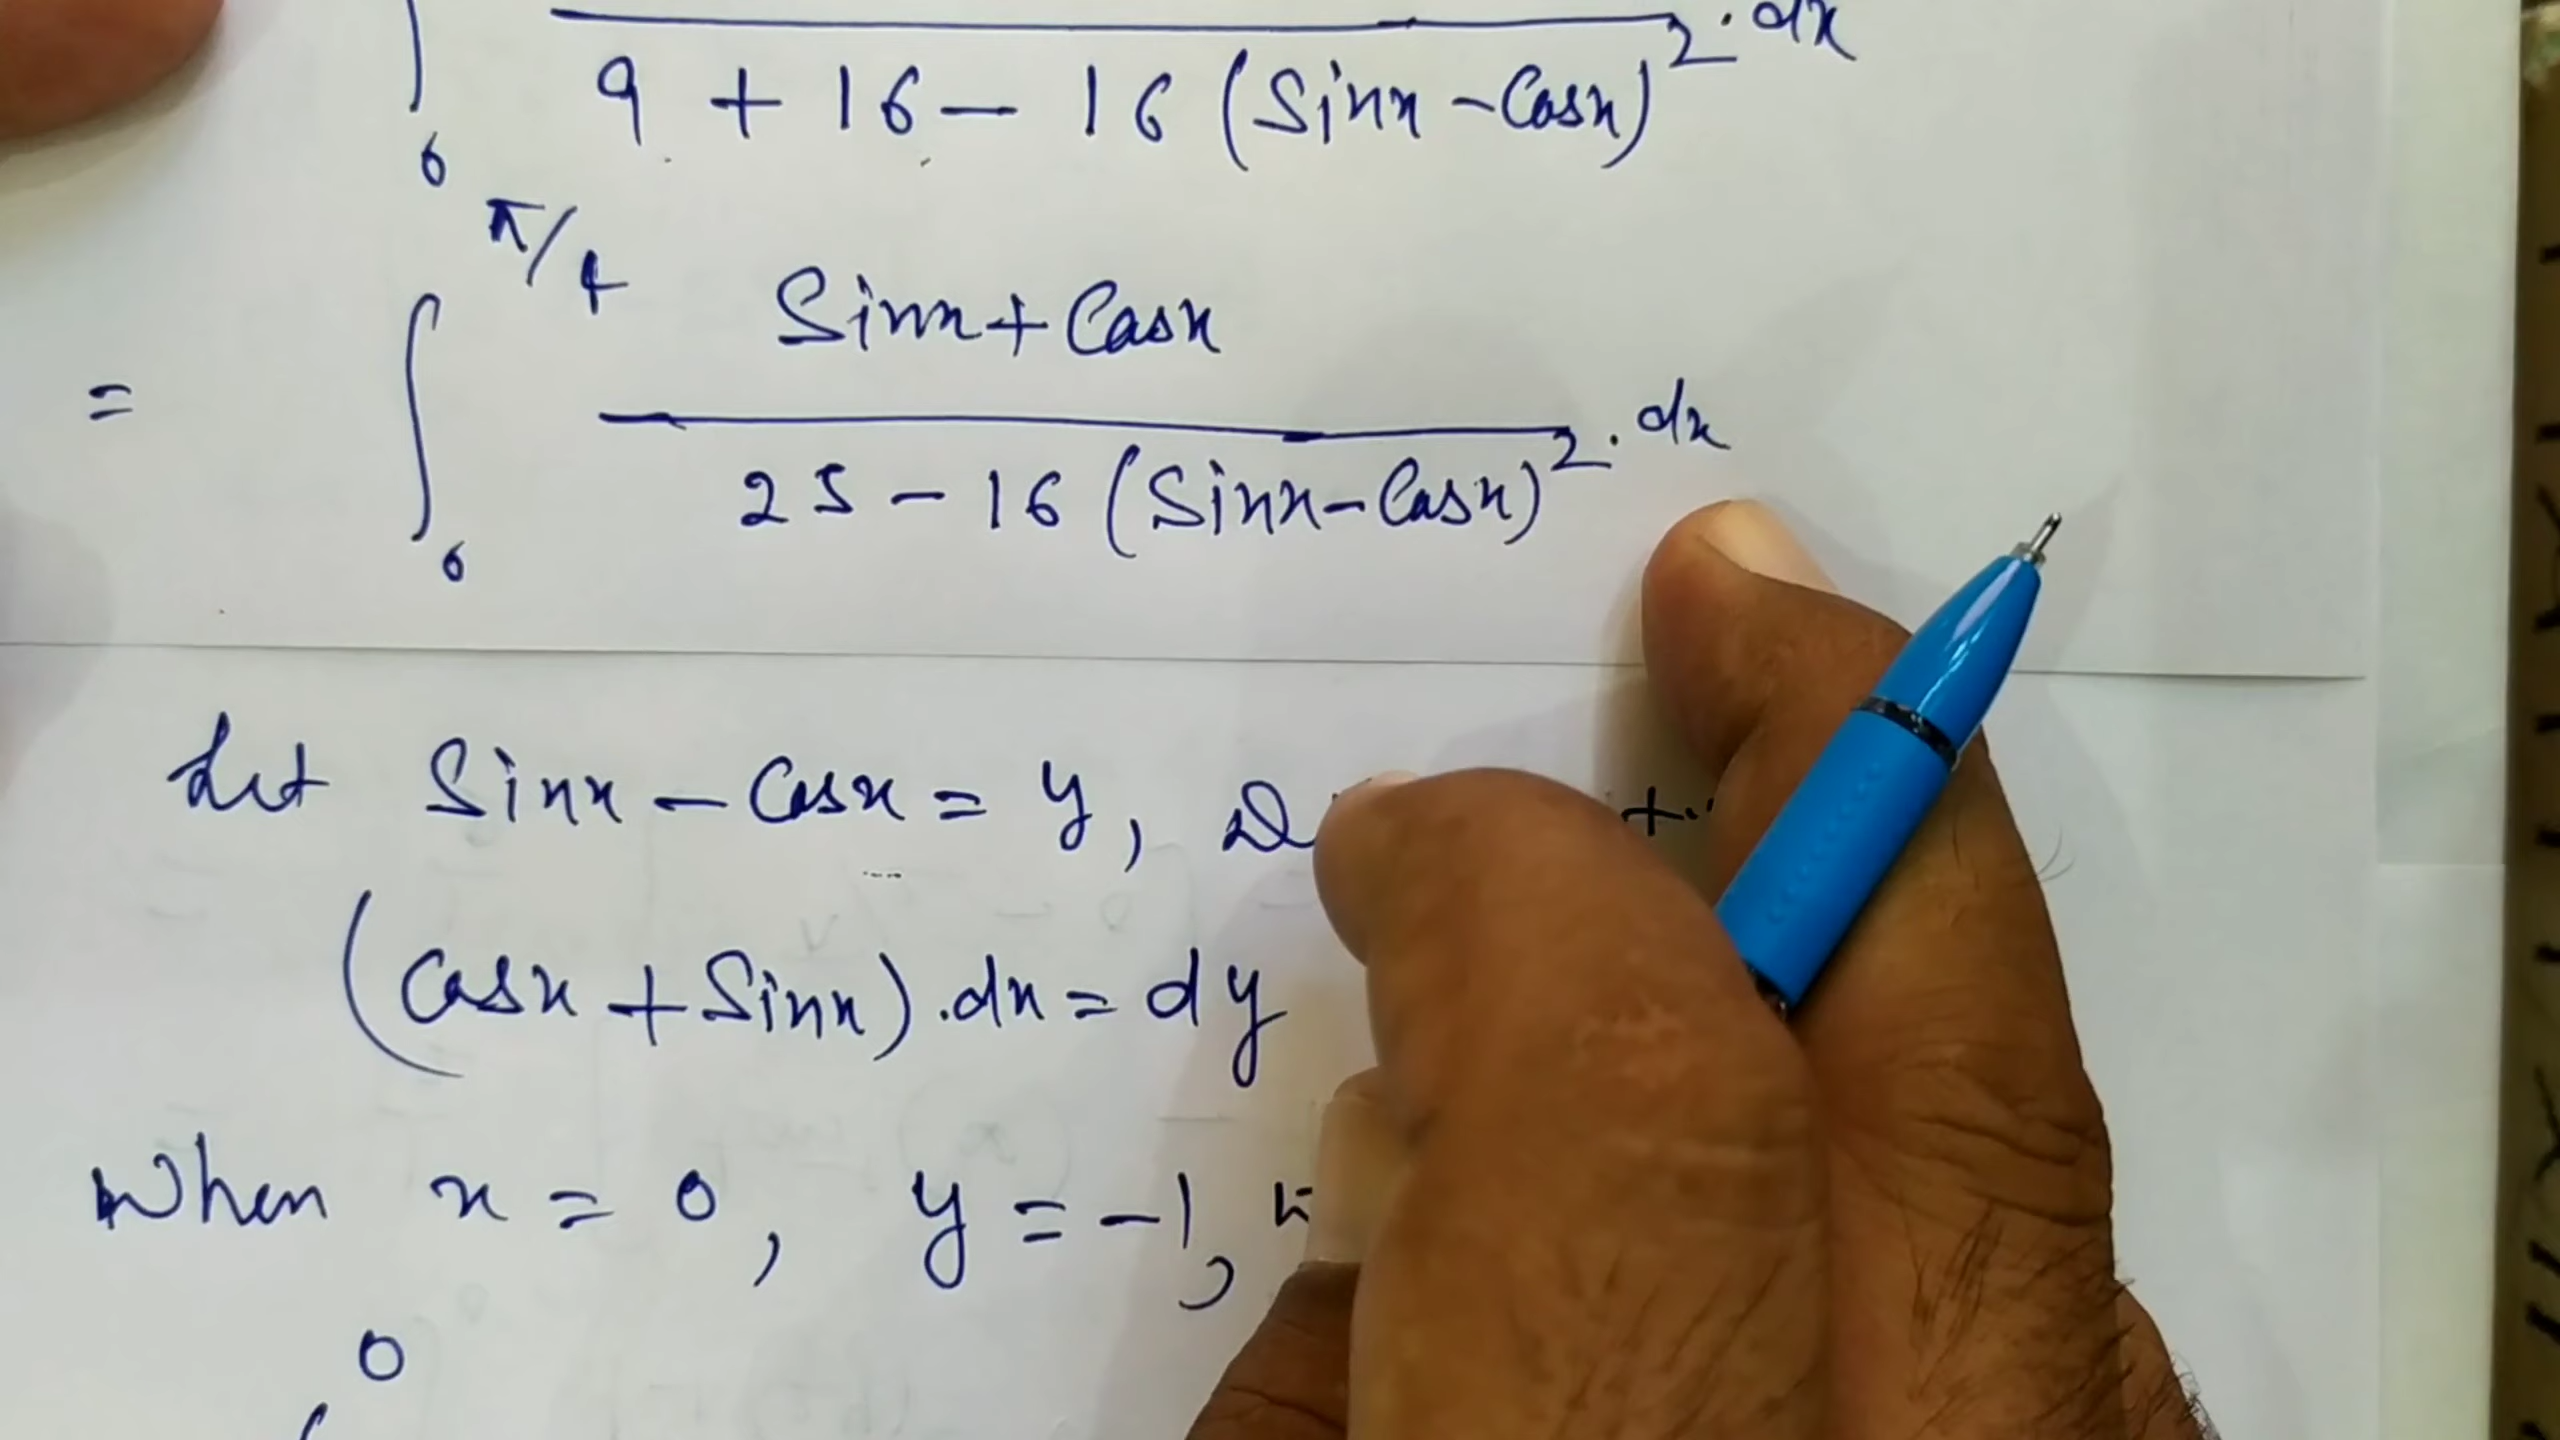 ∫₀ ─── . dx
9 + 16 - 16 (Sinx - Cosx)²
π/4
= ∫₀ Sinx + Cosx . dx
25 - 16 (Sinx - Cosx)²
Let Sinx - Cosx = y,
(Cosx + Sinx) . dx = dy
When x = 0, y = -1,
0